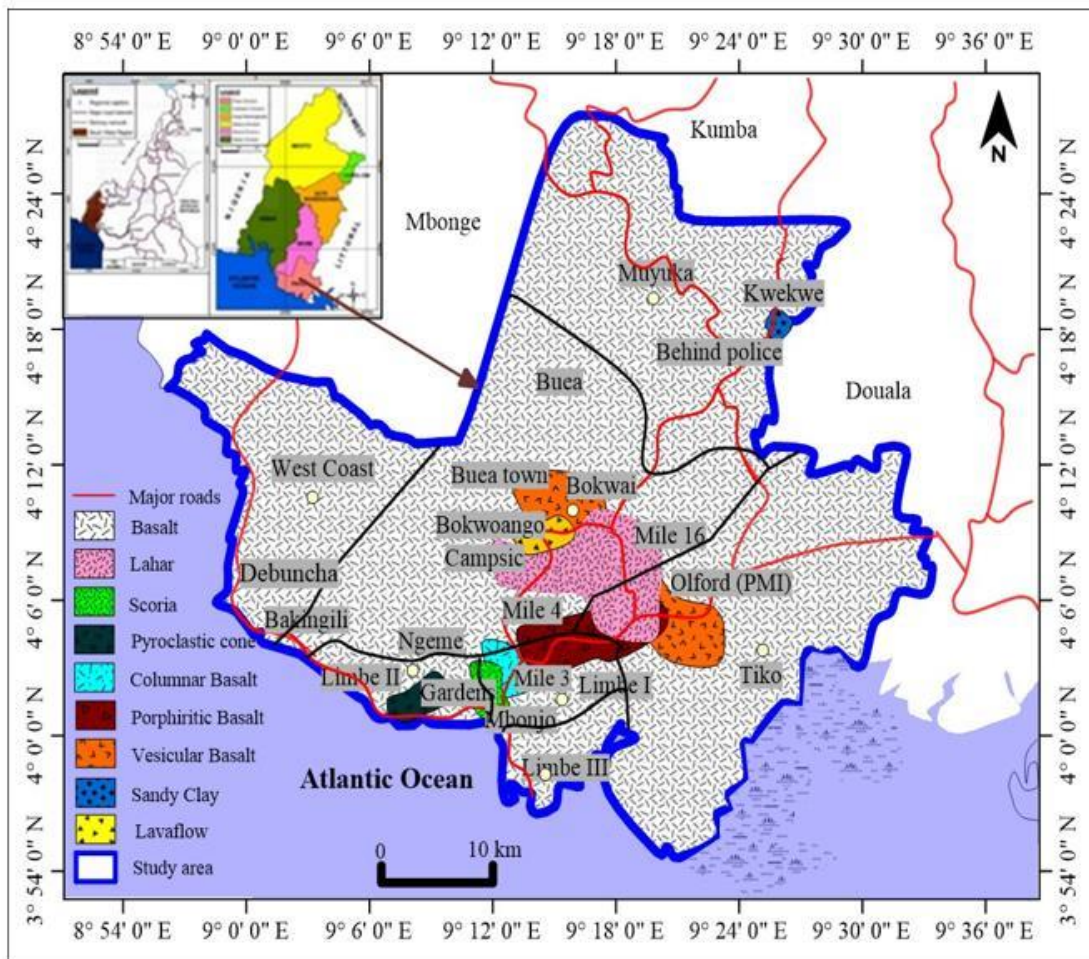 8° 54' 0" E 9° 0' 0" E 9° 6' 0" E 9° 12' 0" E 9° 18' 0" E 9° 24' 0" E 9° 30' 0" E 9° 36' 0" E
Legend
Legend
NIGERIA
LITTORAL
Kumba
N
Mbonge
4° 24' 0" N
4° 24' 0" N
Muyuka
Kwekwe
4° 18' 0" N
4° 18' 0" N
Behind police
Buea
Douala
4° 12' 0" N
4° 12' 0" N
West Coast
Buea town
Bokwai
Bokwoango
Mile 16
Campsic
Debuncha
Olford (PMI)
4° 6' 0" N
4° 6' 0" N
Bakingili
Mile 4
Ngeme
Limbe II
Gardens
Mile 3
Limbe I
Tiko
Mbonjo
4° 0' 0" N
4° 0' 0" N
Limbe III
Atlantic Ocean
Major roads
Basalt
Lahar
Scoria
Pyroclastic cone
Columnar Basalt
Porphiritic Basalt
Vesicular Basalt
Sandy Clay
Lavaflow
Study area
0 10 km
3° 54' 0" N
3° 54' 0" N
8° 54' 0" E 9° 0' 0" E 9° 6' 0" E 9° 12' 0" E 9° 18' 0" E 9° 24' 0" E 9° 30' 0" E 9° 36' 0" E